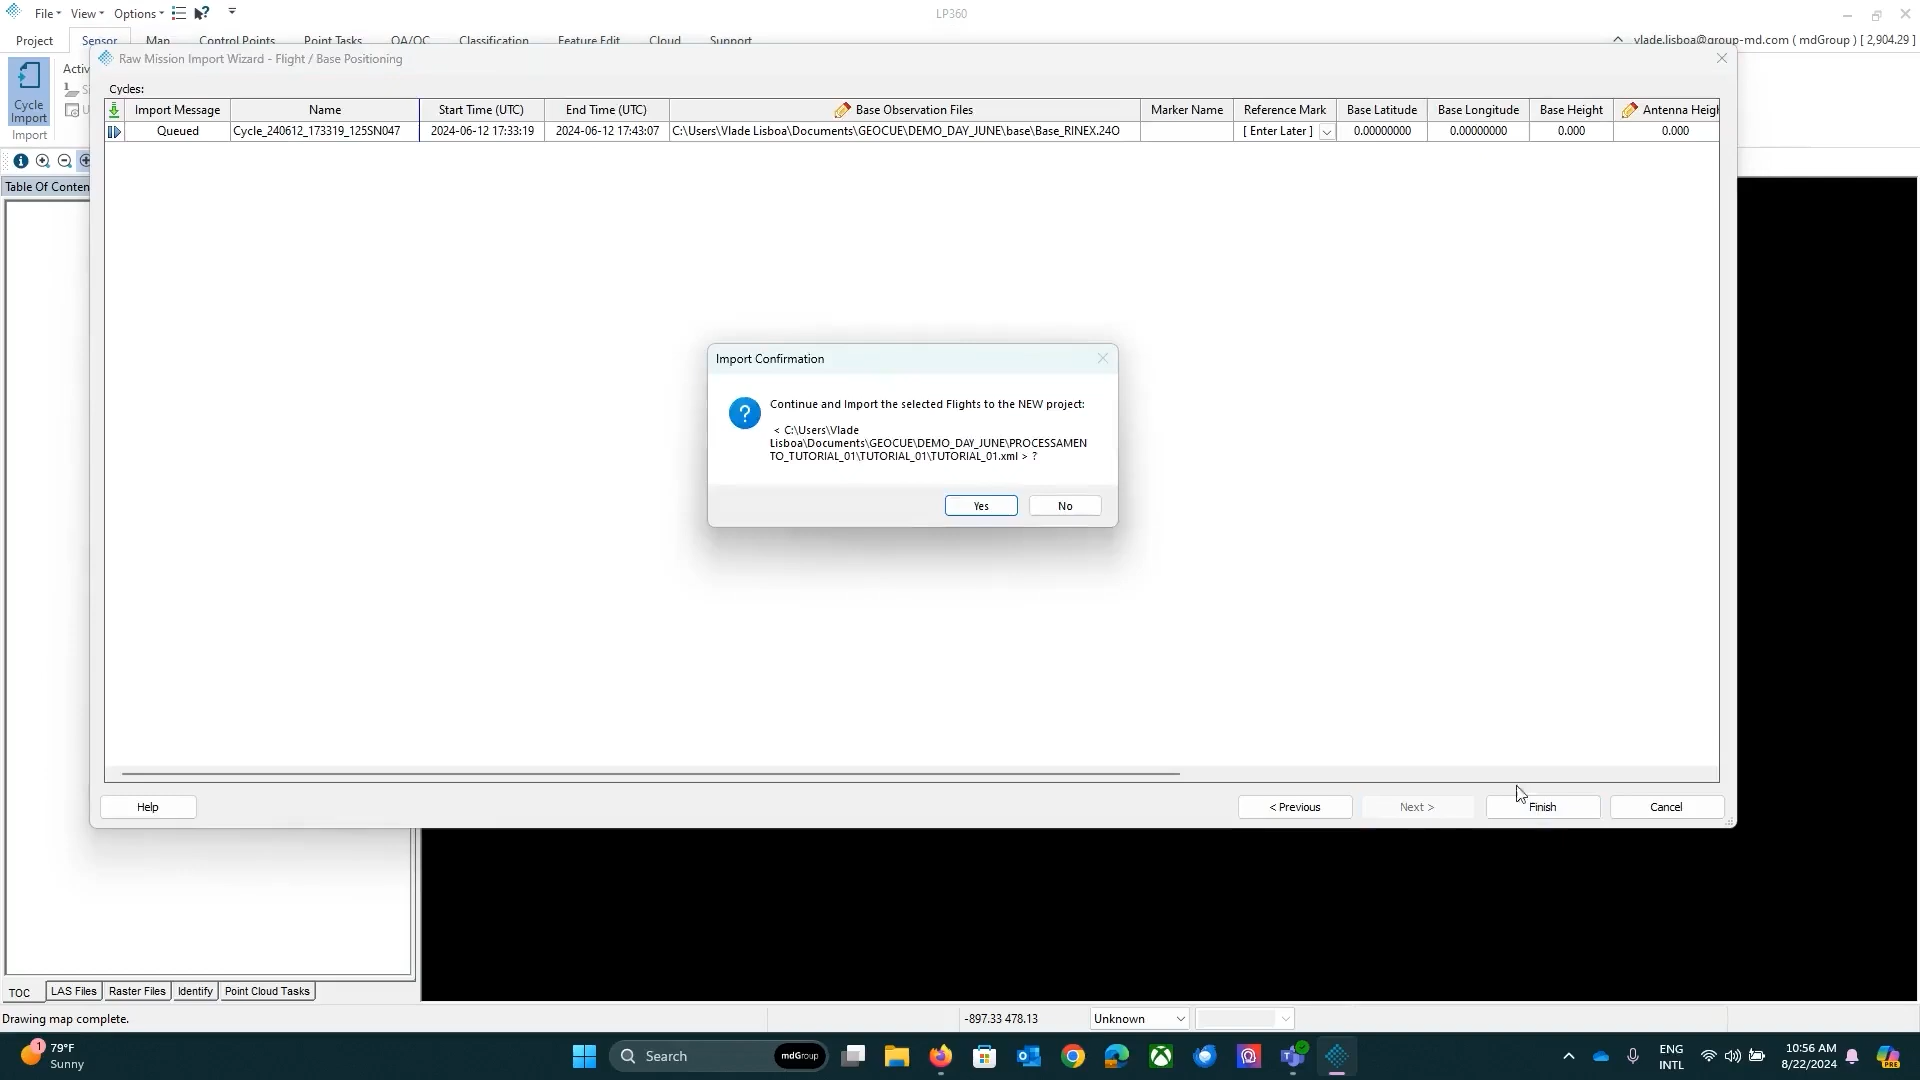 File View Options LP360
Project Sensor Map Control Points Point Tasks QA/QC Classification Feature Edit Cloud Support vlade.lisboa@group-md.com ( mdGroup ) [ 2,904.29 ]
Raw Mission Import Wizard - Flight / Base Positioning
Cycle
Import
Import
Cycles:
Import Message Name Start Time (UTC) End Time (UTC) Base Observation Files Marker Name Reference Mark Base Latitude Base Longitude Base Height Antenna Heigh
Queued Cycle_240612_173319_125SN047 2024-06-12 17:33:19 2024-06-12 17:43:07 C:\Users\Vlade Lisboa\Documents\GEOCUE\DEMO_DAY_JUNE\base\Base_RINEX.24O [ Enter Later ] 0.00000000 0.00000000 0.000 0.000
Table Of Conten
Import Confirmation
Continue and Import the selected Flights to the NEW project:
< C:\Users\Vlade
Lisboa\Documents\GEOCUE\DEMO_DAY_JUNE\PROCESSAMEN
TO_TUTORIAL_01\TUTORIAL_01\TUTORIAL_01.xml > ?
Yes No
Help < Previous Next > Finish Cancel
TOC LAS Files Raster Files Identify Point Cloud Tasks
Drawing map complete. -897.33 478.13 Unknown
1 79°F
Sunny
Search mdGroup
ENG
INTL
10:56 AM
8/22/2024
PRE